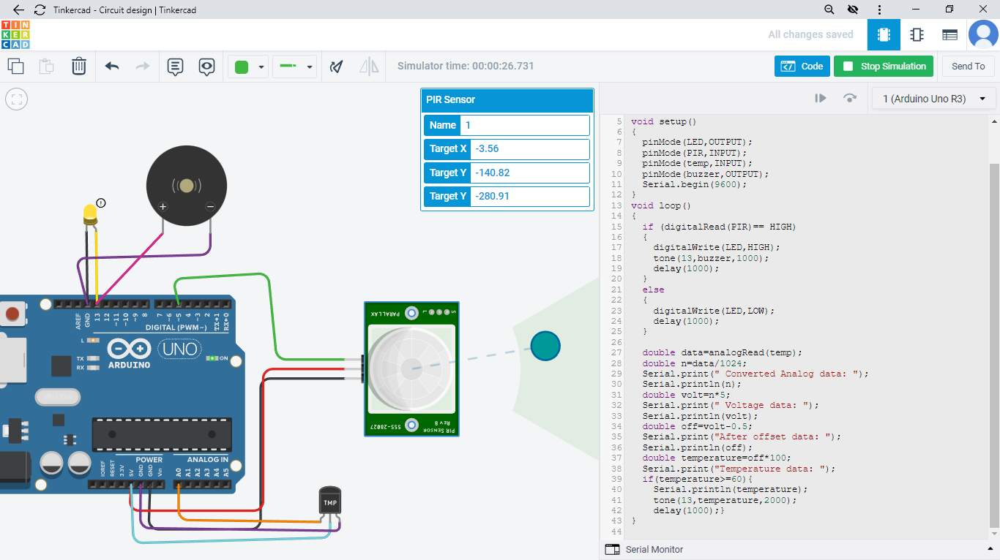 Tinkercad - Circuit design | Tinkercad
TIN
KER
CAD
All changes saved
Simulator time: 00:00:26.731
Code
Stop Simulation
Send To
1 (Arduino Uno R3)
PIR Sensor
Name 1
Target X -3.56
Target Y -140.82
Target Y -280.91
AREF
GND
13
12
~11
~10
~9
8
7
~6
~5
4
~3
2
TX→1
RX←0
DIGITAL (PWM~)
L
TX
RX
ARDUINO
UNO
ON
POWER
ANALOG IN
IOREF
RESET
3.3V
5V
GND
GND
Vin
A0
A1
A2
A3
A4
A5
PARALLAX
L
S
555-28027
Rev B
PIR SENSOR
TMP
5 void setup()
6 {
7 pinMode(LED,OUTPUT);
8 pinMode(PIR,INPUT);
9 pinMode(temp,INPUT);
10 pinMode(buzzer,OUTPUT);
11 Serial.begin(9600);
12 }
13 void loop()
14 {
15 if (digitalRead(PIR)== HIGH)
16 {
17 digitalWrite(LED,HIGH);
18 tone(13,buzzer,1000);
19 delay(1000);
20 }
21 else
22 {
23 digitalWrite(LED,LOW);
24 delay(1000);
25 }
26
27 double data=analogRead(temp);
28 double n=data/1024;
29 Serial.print(" Converted Analog data: ");
30 Serial.println(n);
31 double volt=n*5;
32 Serial.print(" Voltage data: ");
33 Serial.println(volt);
34 double off=volt-0.5;
35 Serial.print("After offset data: ");
36 Serial.println(off);
37 double temperature=off*100;
38 Serial.print("Temperature data: ");
39 if(temperature>=60){
40 Serial.println(temperature);
41 tone(13,temperature,2000);
42 delay(1000);}
43 }
44
Serial Monitor